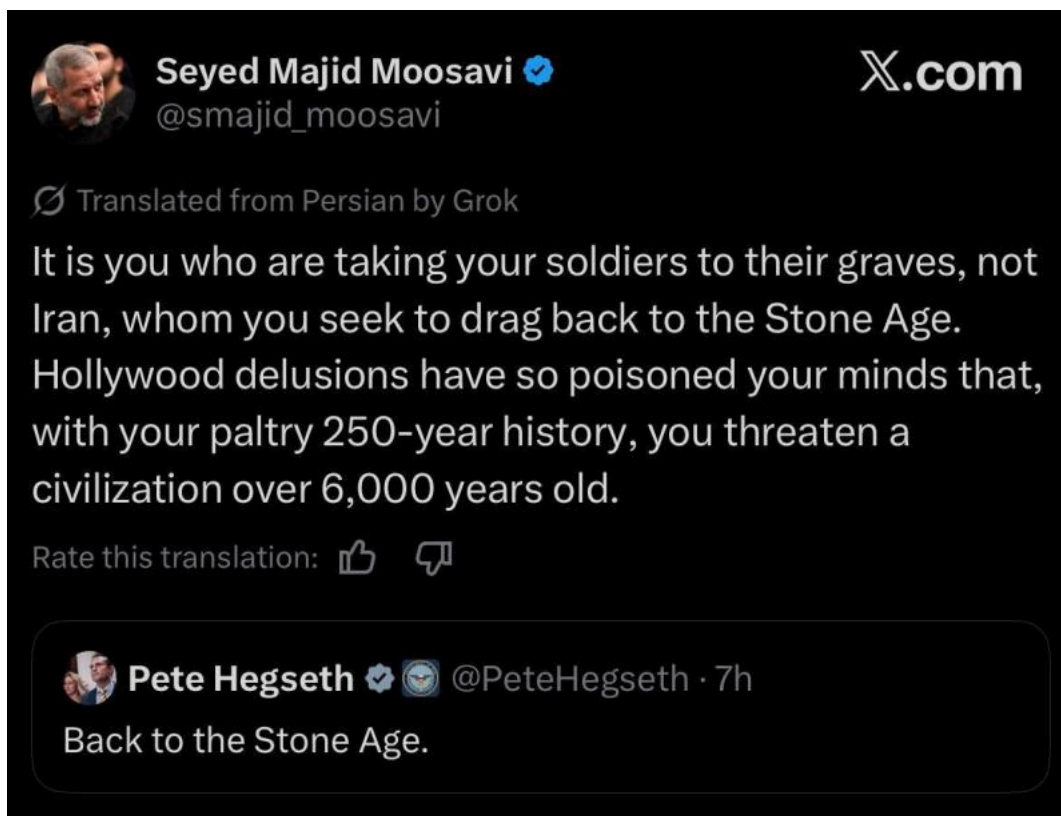 Seyed Majid Moosavi
X.com
@smajid_moosavi
Translated from Persian by Grok
It is you who are taking your soldiers to their graves, not
Iran, whom you seek to drag back to the Stone Age.
Hollywood delusions have so poisoned your minds that,
with your paltry 250-year history, you threaten a
civilization over 6,000 years old.
Rate this translation:
Pete Hegseth @PeteHegseth · 7h
Back to the Stone Age.